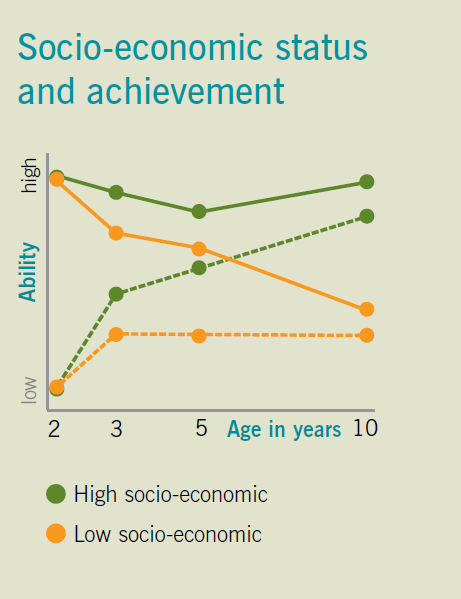 Socio-economic status
and achievement
high
Ability
low
2 3 5 Age in years 10
High socio-economic
Low socio-economic